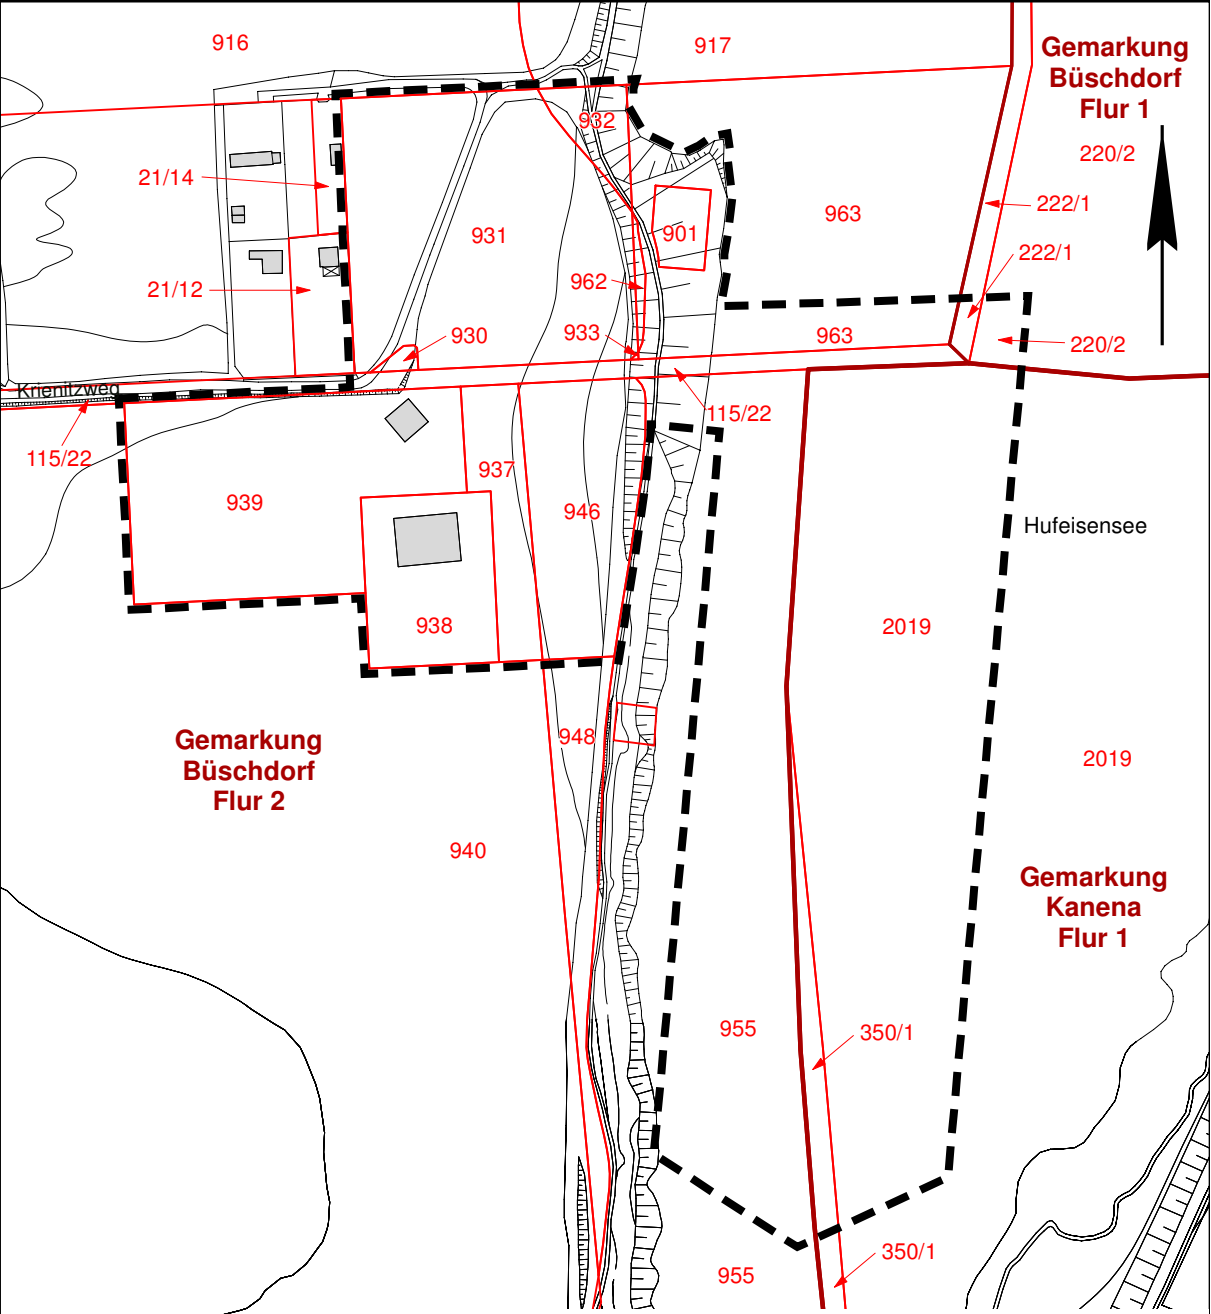 916
917
Gemarkung
Büschdorf
Flur 1
932
220/2
21/14
222/1
963
931
901
222/1
962
21/12
933
930
963
220/2
Krienitzweg
115/22
115/22
937
939
946
Hufeisensee
938
2019
Gemarkung
Büschdorf
Flur 2
948
2019
940
Gemarkung
Kanena
Flur 1
955
350/1
350/1
955